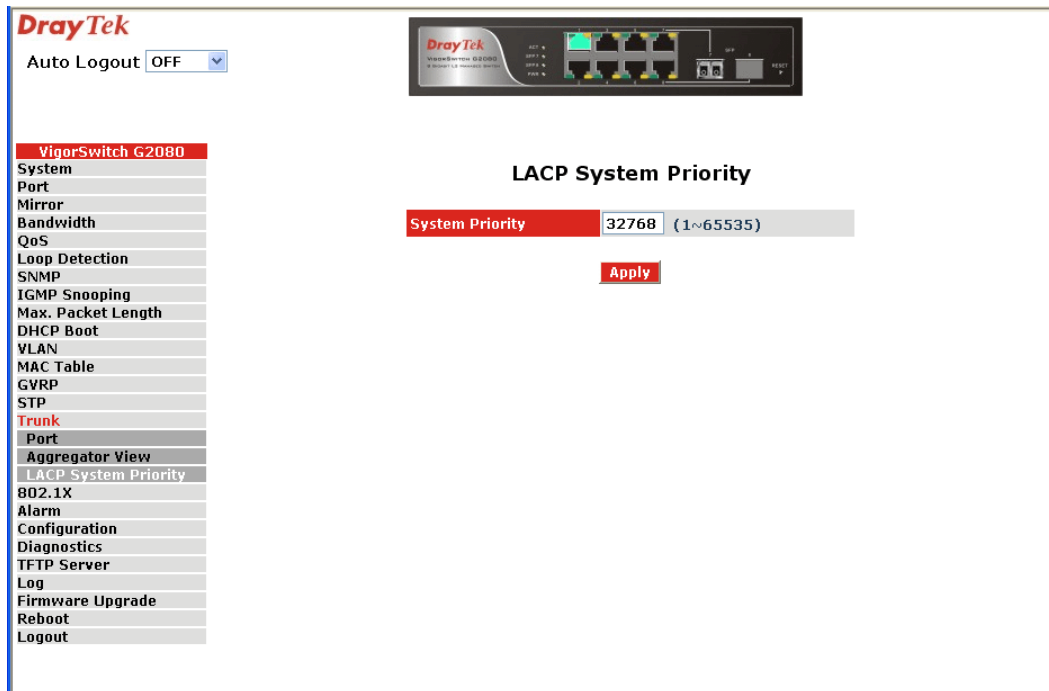 DrayTek
Auto Logout OFF
DrayTek
VigorSwitch G2080
SFP
RESET
VigorSwitch G2080
System
Port
Mirror
Bandwidth
QoS
Loop Detection
SNMP
IGMP Snooping
Max. Packet Length
DHCP Boot
VLAN
MAC Table
GVRP
STP
Trunk
Port
Aggregator View
LACP System Priority
802.1X
Alarm
Configuration
Diagnostics
TFTP Server
Log
Firmware Upgrade
Reboot
Logout
LACP System Priority
System Priority 32768 (1~65535)
Apply